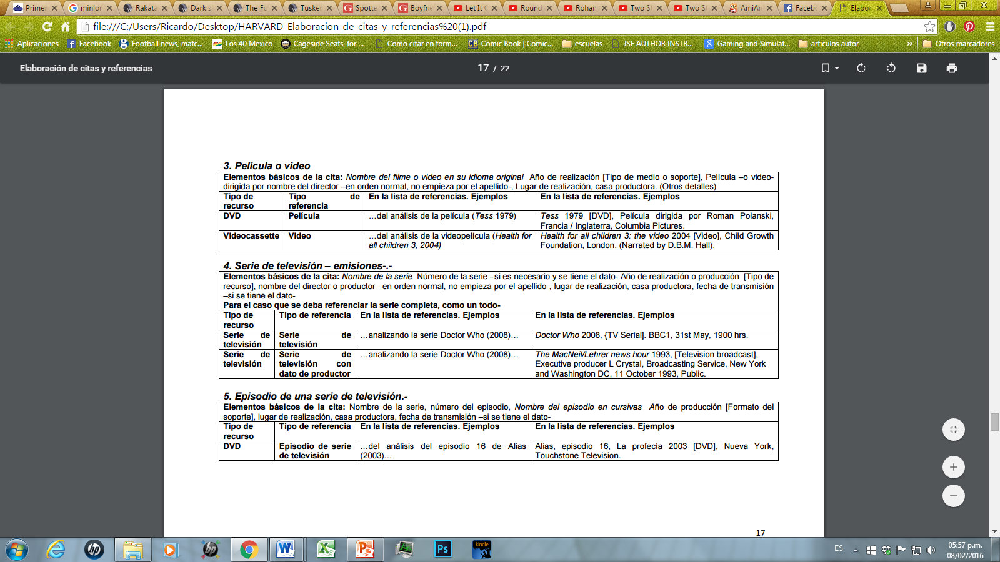 Primer
minior
Rakata
Dark s
The Fo
Tusken
Spotte
Boyfrie
Let It G
Round
Rohan
Two St
Two St
AmiAm
Faceb
Elabor
file:///C:/Users/Ricardo/Desktop/HARVARD-Elaboracion_de_citas_y_referencias%20(1).pdf
Aplicaciones
Facebook
Football news, matc...
Los 40 Mexico
Cageside Seats, for ...
Como citar en form...
Comic Book | Comic...
escuelas
JSE AUTHOR INSTR...
Gaming and Simulat...
articulos autor
»
Otros marcadores
Elaboración de citas y referencias
17 / 22
3. Película o video
Elementos básicos de la cita: Nombre del filme o video en su idioma original Año de realización [Tipo de medio o soporte], Película –o video-
dirigida por nombre del director –en orden normal, no empieza por el apellido-, Lugar de realización, casa productora. (Otros detalles)
Tipo de recurso
Tipo de referencia
En la lista de referencias. Ejemplos
En la lista de referencias. Ejemplos
DVD
Película
…del análisis de la película (Tess 1979)
Tess 1979 [DVD], Película dirigida por Roman Polanski,
Francia / Inglaterra, Columbia Pictures.
Videocassette
Video
…del análisis de la videopelícula (Health for
all children 3, 2004)
Health for all children 3: the video 2004 [Video], Child Growth
Foundation, London. (Narrated by D.B.M. Hall).
4. Serie de televisión – emisiones-.-
Elementos básicos de la cita: Nombre de la serie Número de la serie –si es necesario y se tiene el dato- Año de realización o producción [Tipo de
recurso], nombre del director o productor –en orden normal, no empieza por el apellido-, lugar de realización, casa productora, fecha de transmisión
–si se tiene el dato-
Para el caso que se deba referenciar la serie completa, como un todo-
Tipo de
recurso
Tipo de referencia
En la lista de referencias. Ejemplos
En la lista de referencias. Ejemplos
Serie de
televisión
Serie de
televisión
…analizando la serie Doctor Who (2008)…
Doctor Who 2008, {TV Serial]. BBC1, 31st May, 1900 hrs.
Serie de
televisión
Serie de
televisión con
dato de productor
…analizando la serie Doctor Who (2008)…
The MacNeil/Lehrer news hour 1993, [Television broadcast],
Executive producer L Crystal, Broadcasting Service, New York
and Washington DC, 11 October 1993, Public.
5. Episodio de una serie de televisión.-
Elementos básicos de la cita: Nombre de la serie, número del episodio, Nombre del episodio en cursivas Año de producción [Formato del
soporte], lugar de realización, casa productora, fecha de transmisión –si se tiene el dato-
Tipo de
recurso
Tipo de referencia
En la lista de referencias. Ejemplos
En la lista de referencias. Ejemplos
DVD
Episodio de serie
de televisión
…del análisis del episodio 16 de Alias
(2003)…
Alias, episodio 16, La profecía 2003 [DVD], Nueva York,
Touchstone Television.
17
kindle
ES
05:57 p.m.
08/02/2016